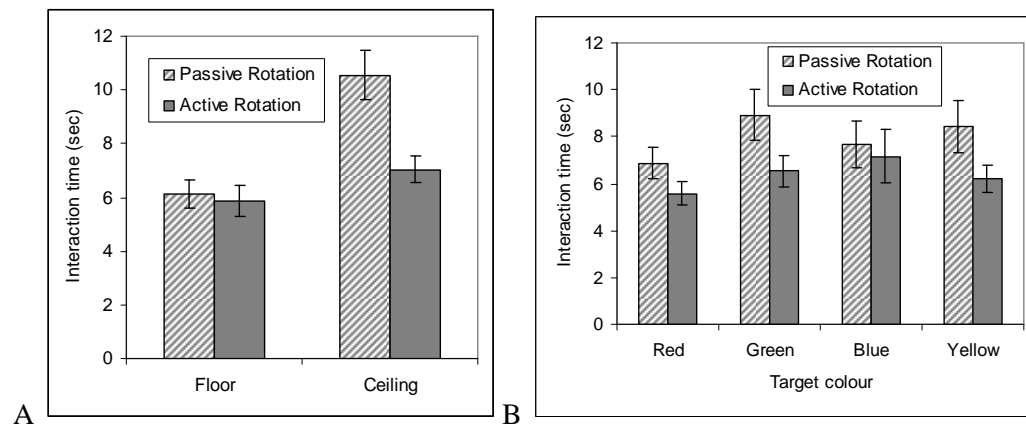 12
10
8
6
4
2
0
Interaction time (sec)
Passive Rotation
Active Rotation
Floor Ceiling
A
12
10
8
6
4
2
0
Interaction time (sec)
Passive Rotation
Active Rotation
Red Green Blue Yellow
Target colour
B